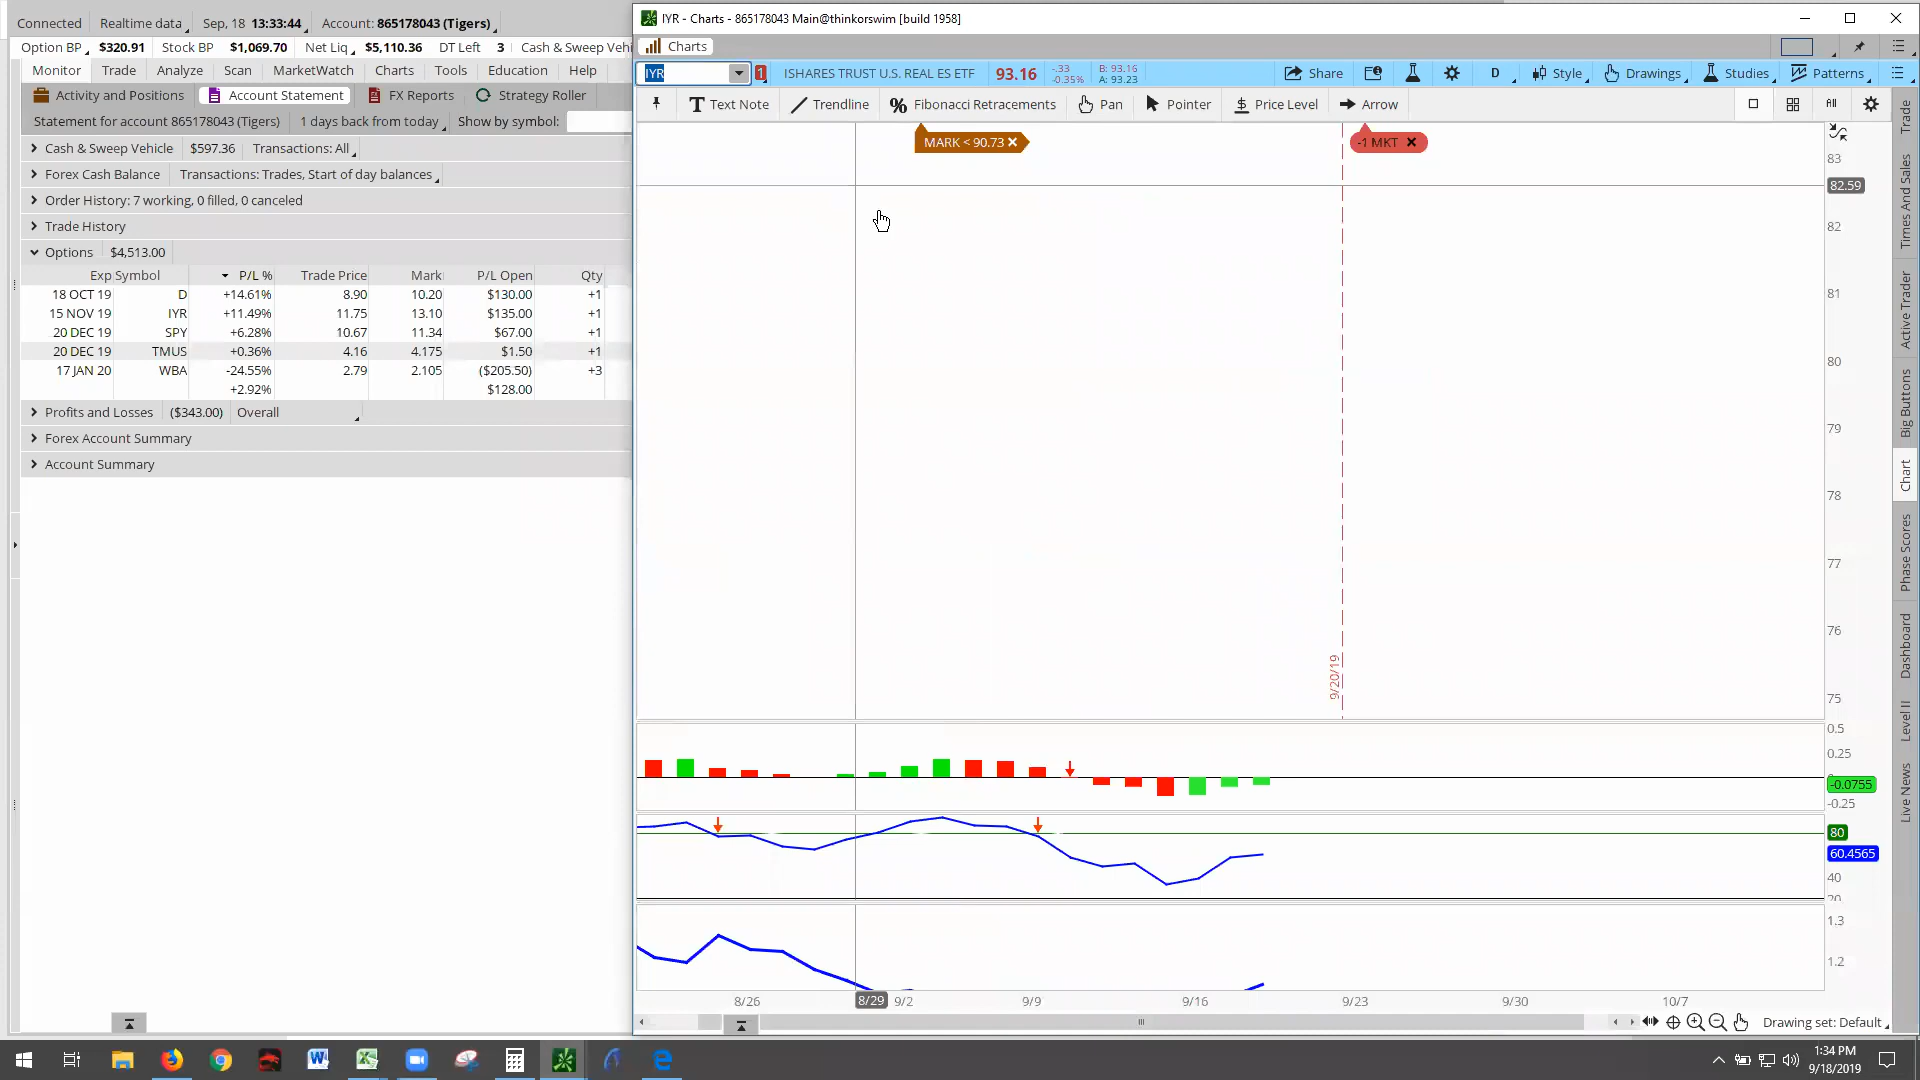 Connected Realtime data Sep, 18 13:33:44 Account: 865178043 (Tigers)
Option BP $320.91 Stock BP $1,069.70 Net Liq $5,110.36 DT Left 3 Cash & Sweep Vehi
Monitor Trade Analyze Scan MarketWatch Charts Tools Education Help
Activity and Positions Account Statement FX Reports Strategy Roller
Statement for account 865178043 (Tigers) 1 days back from today Show by symbol:
Cash & Sweep Vehicle $597.36 Transactions: All
Forex Cash Balance Transactions: Trades, Start of day balances
Order History: 7 working, 0 filled, 0 canceled
Trade History
Options $4,513.00
Exp Symbol P/L % Trade Price Mark P/L Open Qty
18 OCT 19 D +14.61% 8.90 10.20 $130.00 +1
15 NOV 19 IYR +11.49% 11.75 13.10 $135.00 +1
20 DEC 19 SPY +6.28% 10.67 11.34 $67.00 +1
20 DEC 19 TMUS +0.36% 4.16 4.175 $1.50 +1
17 JAN 20 WBA -24.55% 2.79 2.105 ($205.50) +3
+2.92% $128.00
Profits and Losses ($343.00) Overall
Forex Account Summary
Account Summary
IYR - Charts - 865178043 Main@thinkorswim [build 1958]
Charts
IYR 1 ISHARES TRUST U.S. REAL ES ETF 93.16 -.33 -0.35% B: 93.16 A: 93.23 Share D Style Drawings Studies Patterns
Text Note Trendline Fibonacci Retracements Pan Pointer Price Level Arrow All
MARK < 90.73 -1 MKT
83
82.59
82
81
80
79
78
77
76
75
9/20/19
0.5
0.25
-0.0755
-0.25
80
60.4565
40
20
1.3
1.2
8/26 8/29 9/2 9/9 9/16 9/23 9/30 10/7
Drawing set: Default
Trade
Times And Sales
Active Trader
Big Buttons
Chart
Phase Scores
Dashboard
Level II
Live News
1:34 PM
9/18/2019